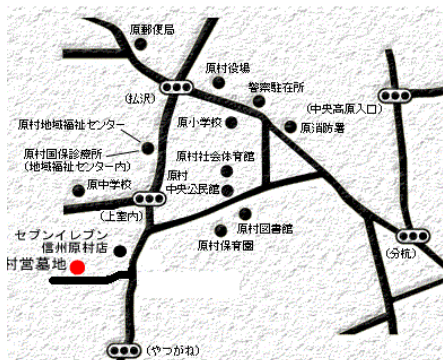 原郵便局
原村役場
警察駐在所
(払沢)
(中央高原入口)
原小学校
原消防署
原村地域福祉センター
原村国保診療所
(地域福祉センター内)
原村社会体育館
原中学校
原村
中央公民館
(上室内)
原村図書館
原村保育園
セブンイレブン
信州原村店
村営墓地
(分杭)
(やつがね)